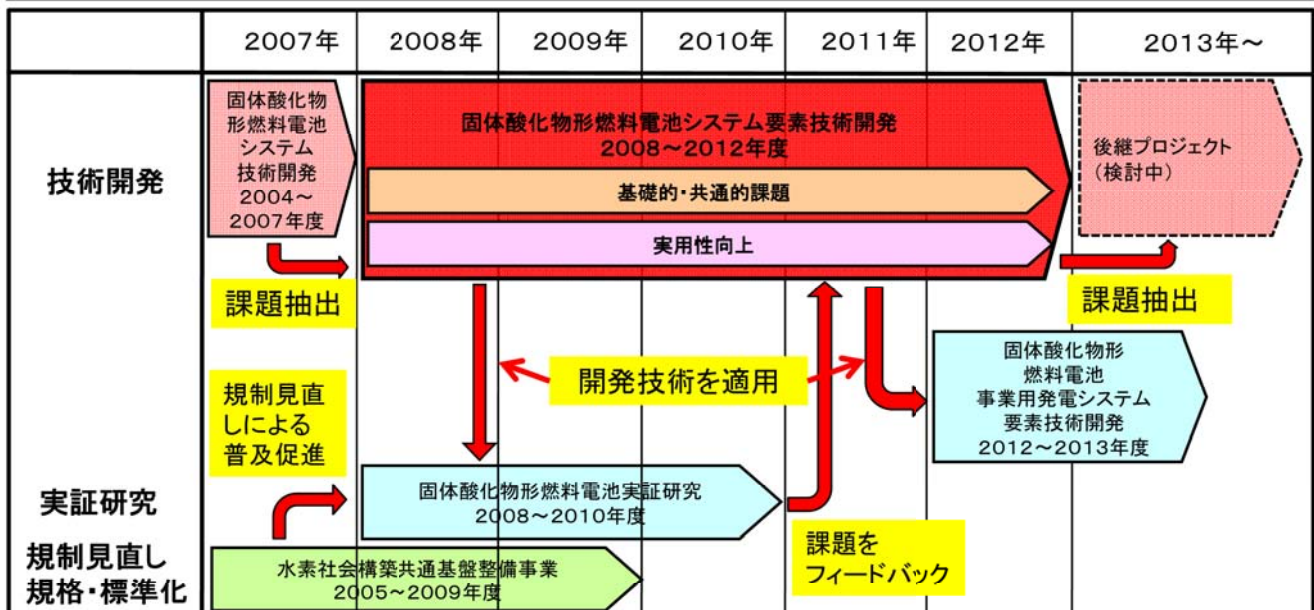 2007年 2008年 2009年 2010年 2011年 2012年 2013年～
技術開発
固体酸化物
形燃料電池
システム
技術開発
2004～
2007年度
固体酸化物形燃料電池システム要素技術開発
2008～2012年度
基礎的・共通的課題
実用性向上
後継プロジェクト
(検討中)
課題抽出
課題抽出
規制見直
しによる
普及促進
開発技術を適用
固体酸化物形
燃料電池
事業用発電システム
要素技術開発
2012～2013年度
実証研究
固体酸化物形燃料電池実証研究
2008～2010年度
課題を
フィードバック
規制見直し
規格・標準化
水素社会構築共通基盤整備事業
2005～2009年度